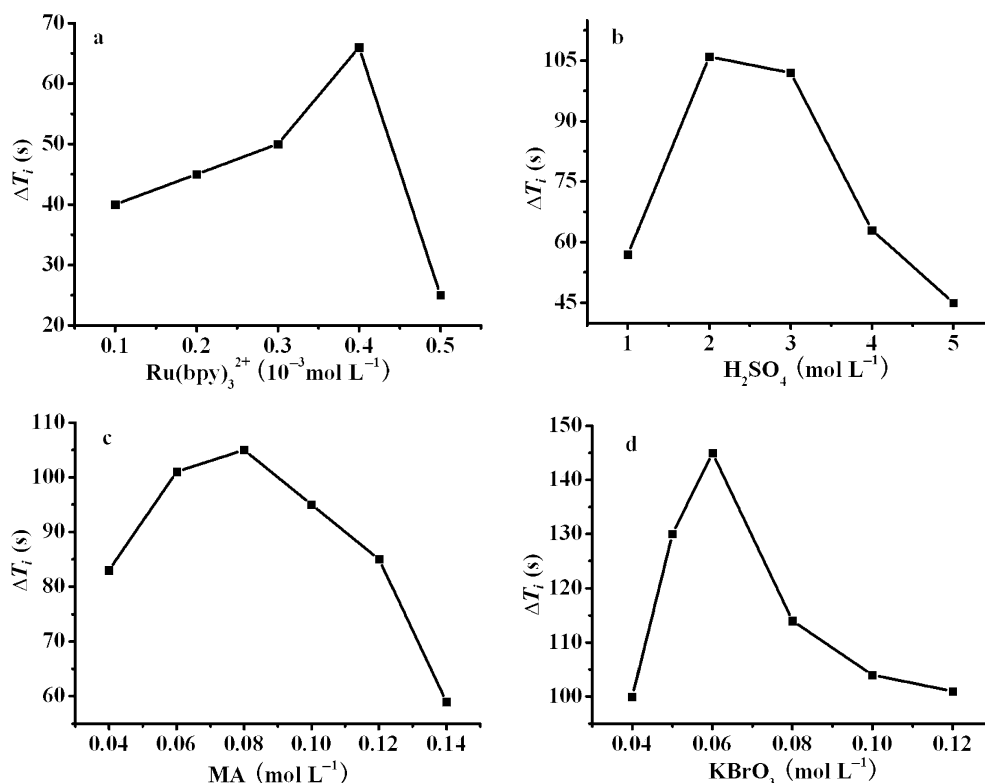 a
ΔTᵢ (s)
70
60
50
40
30
20
0.1 0.2 0.3 0.4 0.5
Ru(bpy)₃²⁺ (10⁻³mol L⁻¹)
b
ΔTᵢ (s)
105
90
75
60
45
1 2 3 4 5
H₂SO₄ (mol L⁻¹)
c
ΔTᵢ (s)
110
100
90
80
70
60
0.04 0.06 0.08 0.10 0.12 0.14
MA (mol L⁻¹)
d
ΔTᵢ (s)
150
140
130
120
110
100
0.04 0.06 0.08 0.10 0.12
KBrO₃ (mol L⁻¹)